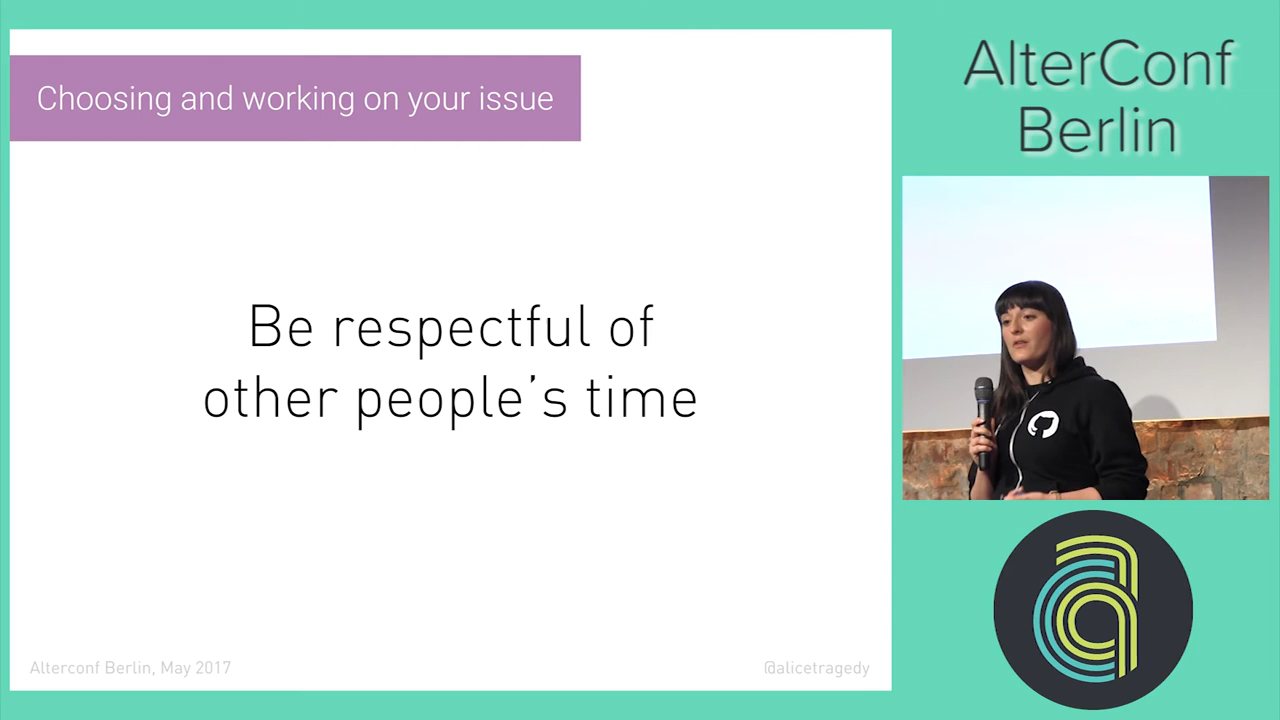 Choosing and working on your issue
Be respectful of
other people’s time
Alterconf Berlin, May 2017
@alicetragedy
AlterConf
Berlin